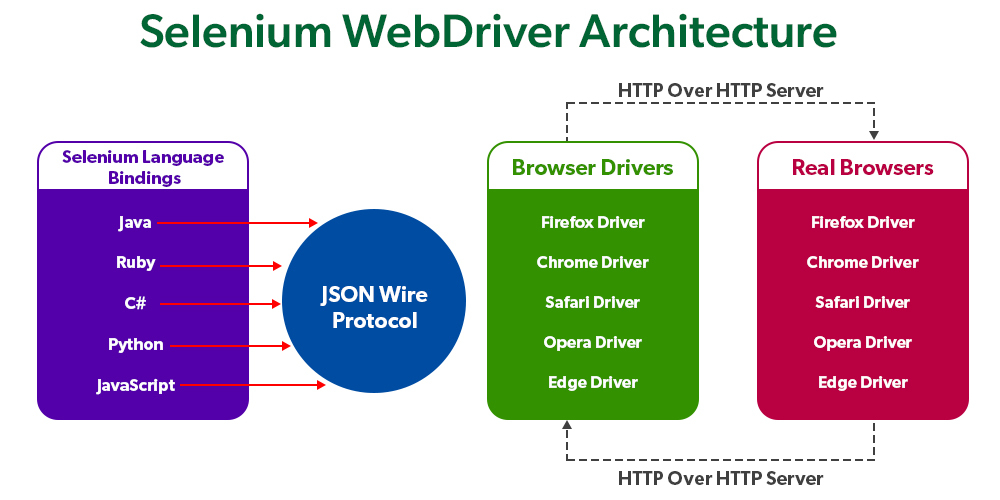 Selenium WebDriver Architecture
HTTP Over HTTP Server
Selenium Language
Bindings
Java
Ruby
C#
Python
JavaScript
JSON Wire
Protocol
Browser Drivers
Firefox Driver
Chrome Driver
Safari Driver
Opera Driver
Edge Driver
Real Browsers
Firefox Driver
Chrome Driver
Safari Driver
Opera Driver
Edge Driver
HTTP Over HTTP Server